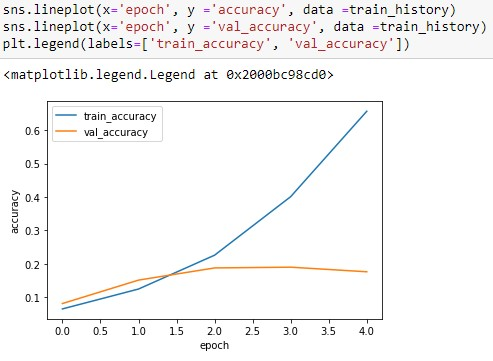 sns.lineplot(x='epoch', y ='accuracy', data =train_history)
sns.lineplot(x='epoch', y ='val_accuracy', data =train_history)
plt.legend(labels=['train_accuracy', 'val_accuracy'])
<matplotlib.legend.Legend at 0x2000bc98cd0>
train_accuracy
val_accuracy
accuracy
0.6
0.5
0.4
0.3
0.2
0.1
0.0 0.5 1.0 1.5 2.0 2.5 3.0 3.5 4.0
epoch